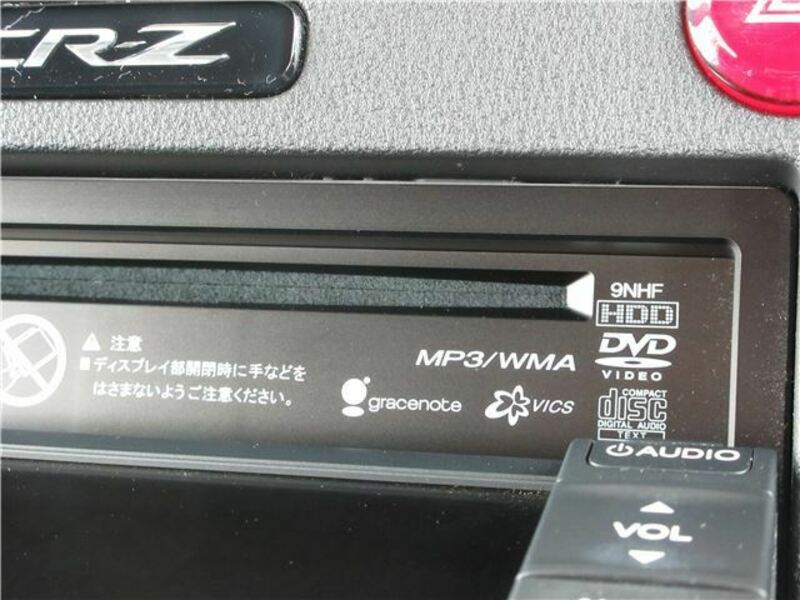 CR-Z
9NHF
HDD
DVD
VIDEO
注意
■ディスプレイ部開閉時に手などを
はさまないようご注意ください。
MP3/WMA
gracenote
VICS
COMPACT
disc
DIGITAL AUDIO
TEXT
AUDIO
VOL